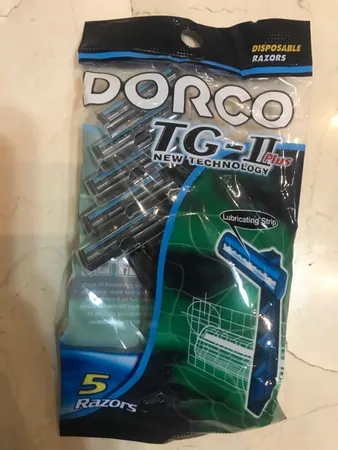 DISPOSABLE
RAZORS
DORCO
TG-II Plus
NEW TECHNOLOGY
Lubricating Strip
5
Razors